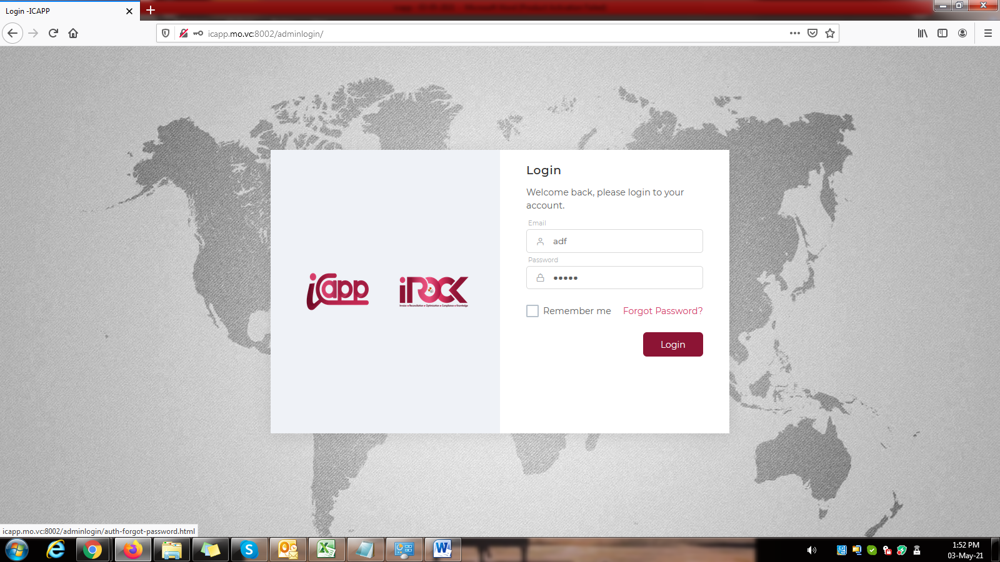 Login -ICAPP
icapp.mo.vc:8002/adminlogin/
Login
Welcome back, please login to your
account.
Email
adf
Password
Remember me Forgot Password?
Login
iCapp iROCK
Invoice • Reconciliation • Optimisation • Compliance • Knowledge
icapp.mo.vc:8002/adminlogin/auth-forgot-password.html
1:52 PM
03-May-21